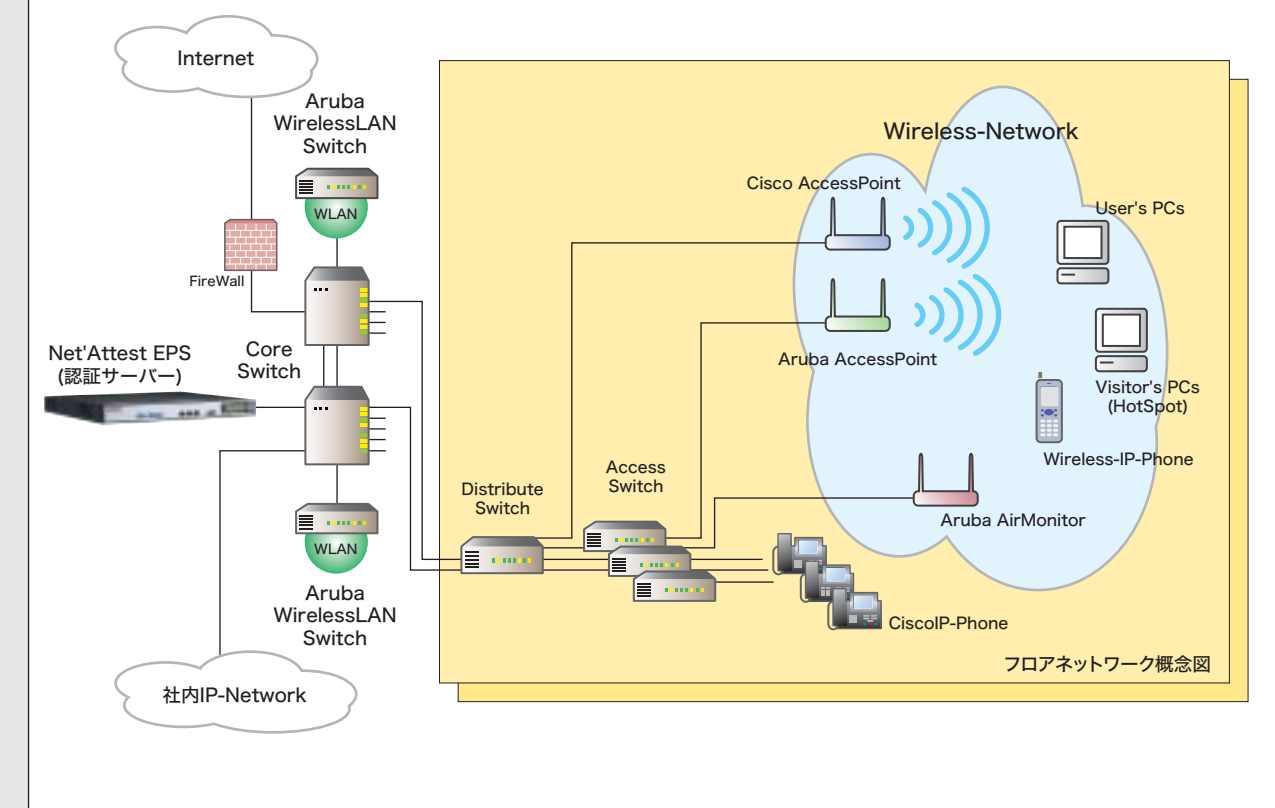 Internet
Aruba
WirelessLAN
Switch
WLAN
FireWall
Net'Attest EPS
(認証サーバー)
Core
Switch
WLAN
Aruba
WirelessLAN
Switch
社内IP-Network
Wireless-Network
Cisco AccessPoint
User's PCs
Aruba AccessPoint
Visitor's PCs
(HotSpot)
Wireless-IP-Phone
Access
Switch
Distribute
Switch
Aruba AirMonitor
CiscoIP-Phone
フロアネットワーク概念図